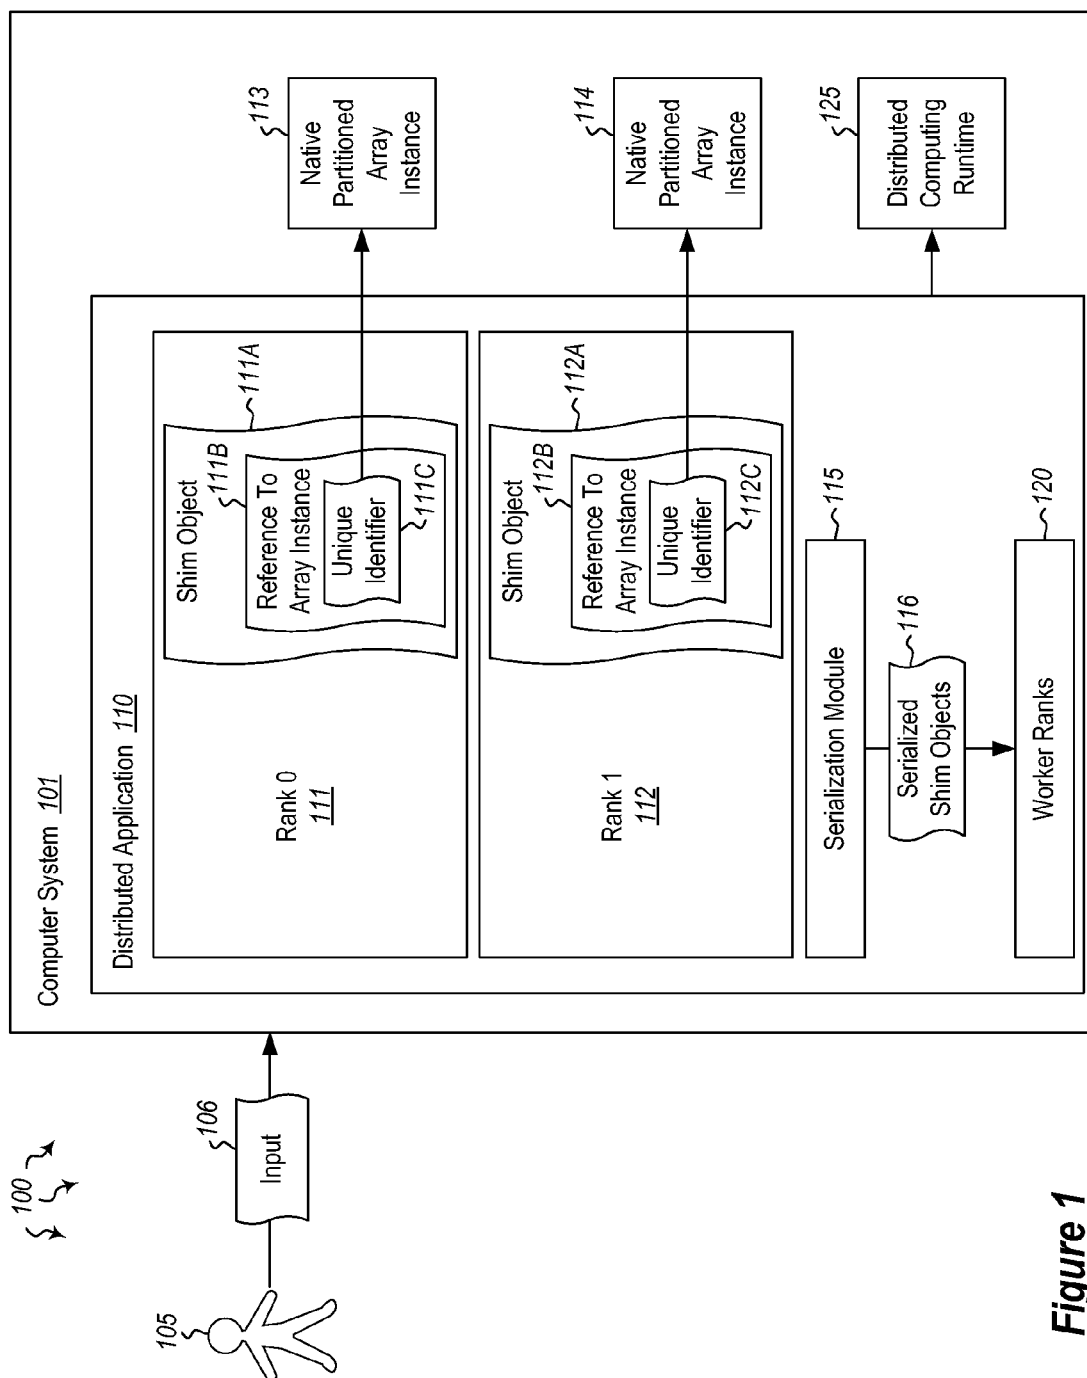 100
105
Input
106
Computer System 101
Distributed Application 110
Rank 0
111
Shim Object
111A
111B
Reference To
Array Instance
Unique
Identifier
111C
Native
Partitioned
Array
Instance
113
Rank 1
112
Shim Object
112A
112B
Reference To
Array Instance
Unique
Identifier
112C
Native
Partitioned
Array
Instance
114
Serialization Module
115
Serialized
Shim Objects
116
Worker Ranks
120
Distributed
Computing
Runtime
125
Figure 1